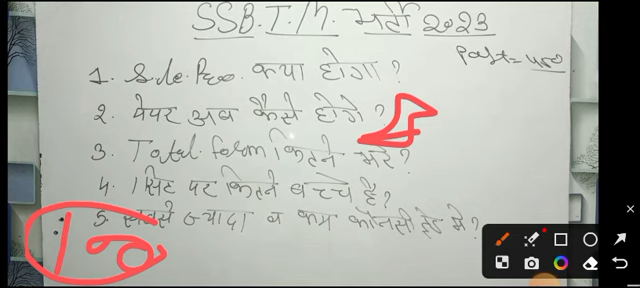 SSB.T.M. भर्ती 2023
Post = 450
1. S.le.Pro. क्या होगा ?
2. पेपर अब कैसे होंगे ?
3. Total form कितने भरे ?
4. 1 सिट पर कितने बच्चे है ?
5. सबसे ज्यादा व कम कौनसी ट्रेड मे ?